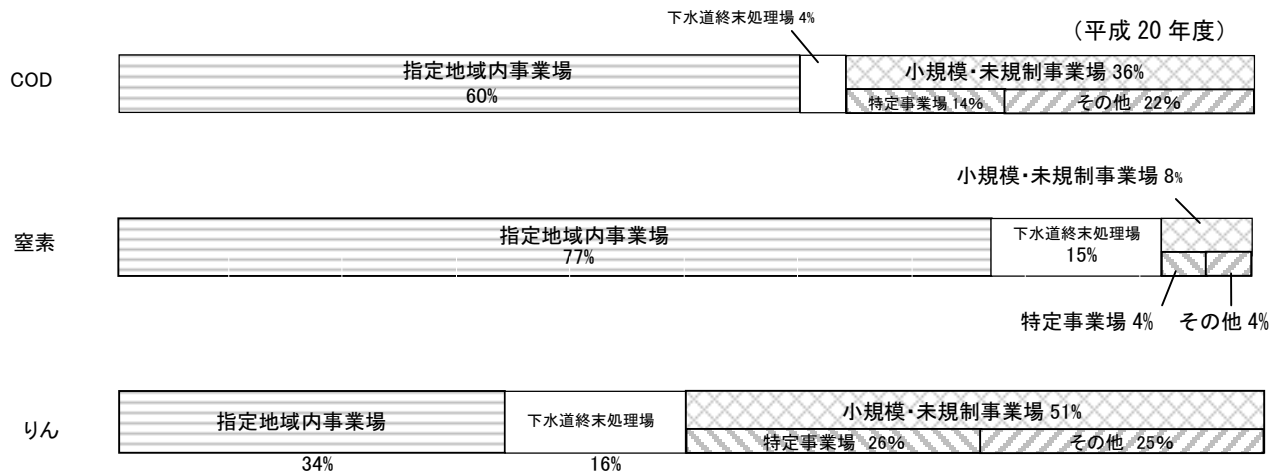 下水道終末処理場 4%
(平成 20 年度)
COD
指定地域内事業場
60%
小規模・未規制事業場 36%
特定事業場 14%
その他 22%
小規模・未規制事業場 8%
窒素
指定地域内事業場
77%
下水道終末処理場
15%
特定事業場 4%
その他 4%
りん
指定地域内事業場
34%
下水道終末処理場
16%
小規模・未規制事業場 51%
特定事業場 26%
その他 25%